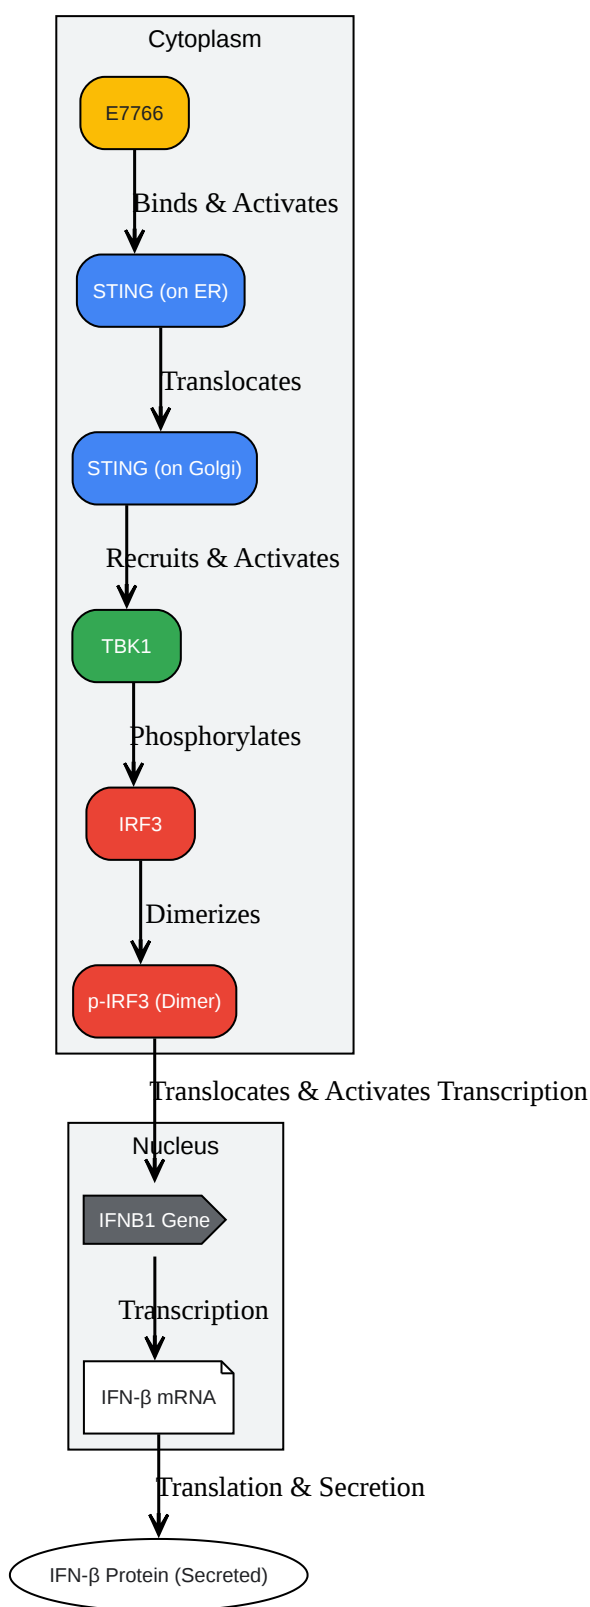 Cytoplasm
E7766
Binds & Activates
STING (on ER)
Translocates
STING (on Golgi)
Recruits & Activates
TBK1
Phosphorylates
IRF3
Dimerizes
p-IRF3 (Dimer)
Translocates & Activates Transcription
Nucleus
IFNB1 Gene
Transcription
IFN-β mRNA
Translation & Secretion
IFN-β Protein (Secreted)